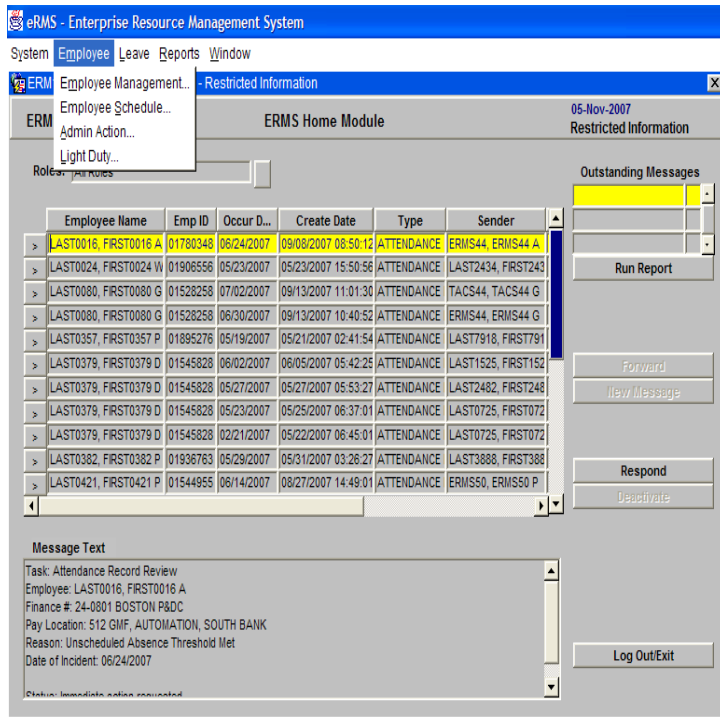 eRMS - Enterprise Resource Management System
System Employee Leave Reports Window
ERM - Restricted Information X
Employee Management...
Employee Schedule...
Admin Action...
Light Duty...
ERM ERMS Home Module
05-Nov-2007
Restricted Information
Roles: All Roles
Outstanding Messages
Employee Name Emp ID Occur D... Create Date Type Sender
> LAST0016, FIRST0016 A 01780348 06/24/2007 09/08/2007 08:50:12 ATTENDANCE ERMS44, ERMS44 A
> LAST0024, FIRST0024 W 01906556 05/23/2007 05/23/2007 15:50:56 ATTENDANCE LAST2434, FIRST243
> LAST0080, FIRST0080 G 01528258 07/02/2007 09/13/2007 11:01:30 ATTENDANCE TACS44, TACS44 G
> LAST0080, FIRST0080 G 01528258 06/30/2007 09/13/2007 10:40:52 ATTENDANCE ERMS44, ERMS44 G
> LAST0357, FIRST0357 P 01895276 05/19/2007 05/21/2007 02:41:54 ATTENDANCE LAST7918, FIRST791
> LAST0379, FIRST0379 D 01545828 06/02/2007 06/05/2007 05:42:25 ATTENDANCE LAST1525, FIRST152
> LAST0379, FIRST0379 D 01545828 05/27/2007 05/27/2007 05:53:27 ATTENDANCE LAST2482, FIRST248
> LAST0379, FIRST0379 D 01545828 05/23/2007 05/25/2007 06:37:01 ATTENDANCE LAST0725, FIRST072
> LAST0379, FIRST0379 D 01545828 02/21/2007 05/22/2007 06:45:01 ATTENDANCE LAST0725, FIRST072
> LAST0382, FIRST0382 P 01936763 05/29/2007 05/31/2007 03:26:27 ATTENDANCE LAST3888, FIRST388
> LAST0421, FIRST0421 P 01544955 06/14/2007 08/27/2007 14:49:01 ATTENDANCE ERMS50, ERMS50 P
Run Report
Forward
New Message
Respond
Deactivate
Message Text
Task: Attendance Record Review
Employee: LAST0016, FIRST0016 A
Finance #: 24-0801 BOSTON P&DC
Pay Location: 512 GMF, AUTOMATION, SOUTH BANK
Reason: Unscheduled Absence Threshold Met
Date of Incident: 06/24/2007
Status: Immediate action requested
Log Out/Exit